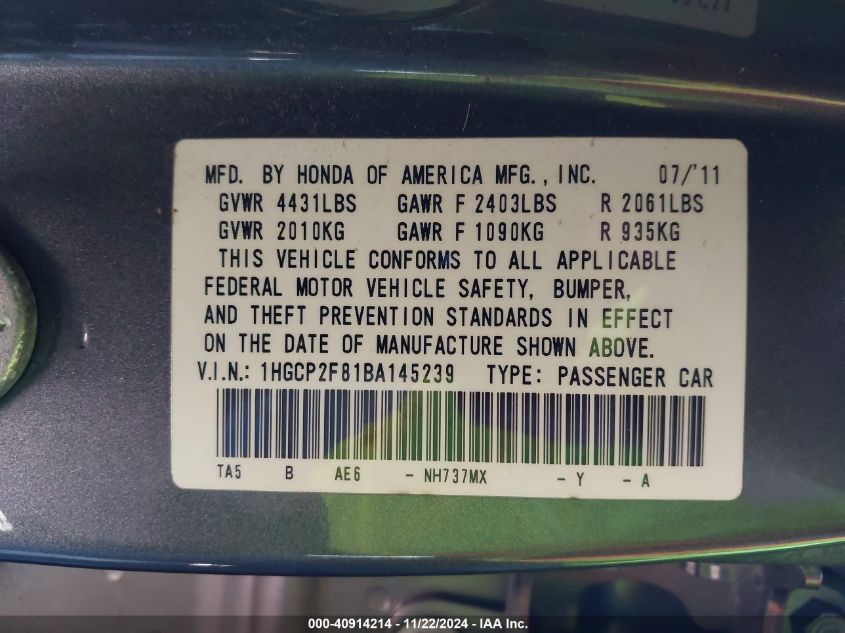 MFD. BY HONDA OF AMERICA MFG., INC. 07/'11
GVWR 4431LBS GAWR F 2403LBS R 2061LBS
GVWR 2010KG GAWR F 1090KG R 935KG
THIS VEHICLE CONFORMS TO ALL APPLICABLE
FEDERAL MOTOR VEHICLE SAFETY, BUMPER,
AND THEFT PREVENTION STANDARDS IN EFFECT
ON THE DATE OF MANUFACTURE SHOWN ABOVE.
V.I.N.: 1HGCP2F81BA145239 TYPE: PASSENGER CAR
TA5 B AE6 - NH737MX - Y - A
000-40914214 - 11/22/2024 - IAA Inc.